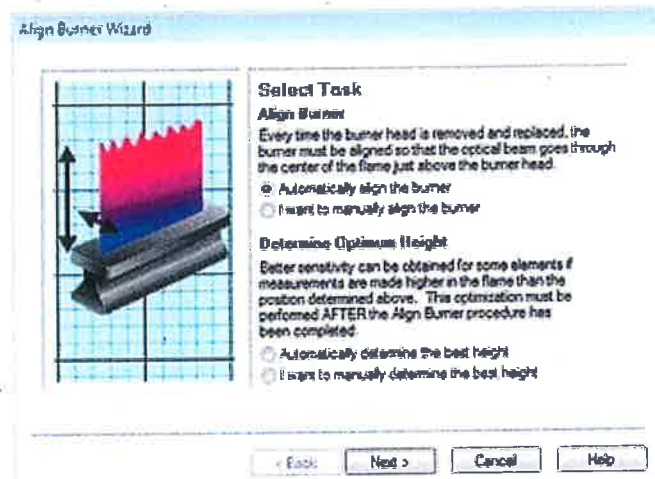 Align Burner Wizard
Select Task
Align Burner
Every time the burner head is removed and replaced, the
burner must be aligned so that the optical beam goes through
the center of the flame just above the burner head.
Automatically align the burner
I want to manually align the burner
Determine Optimum Height
Better sensitivity can be obtained for some elements if
measurements are made higher in the flame than the
position determined above. This optimization must be
performed AFTER the Align Burner procedure has
been completed
Automatically determine the best height
I want to manually determine the best height
< Back
Next >
Cancel
Help